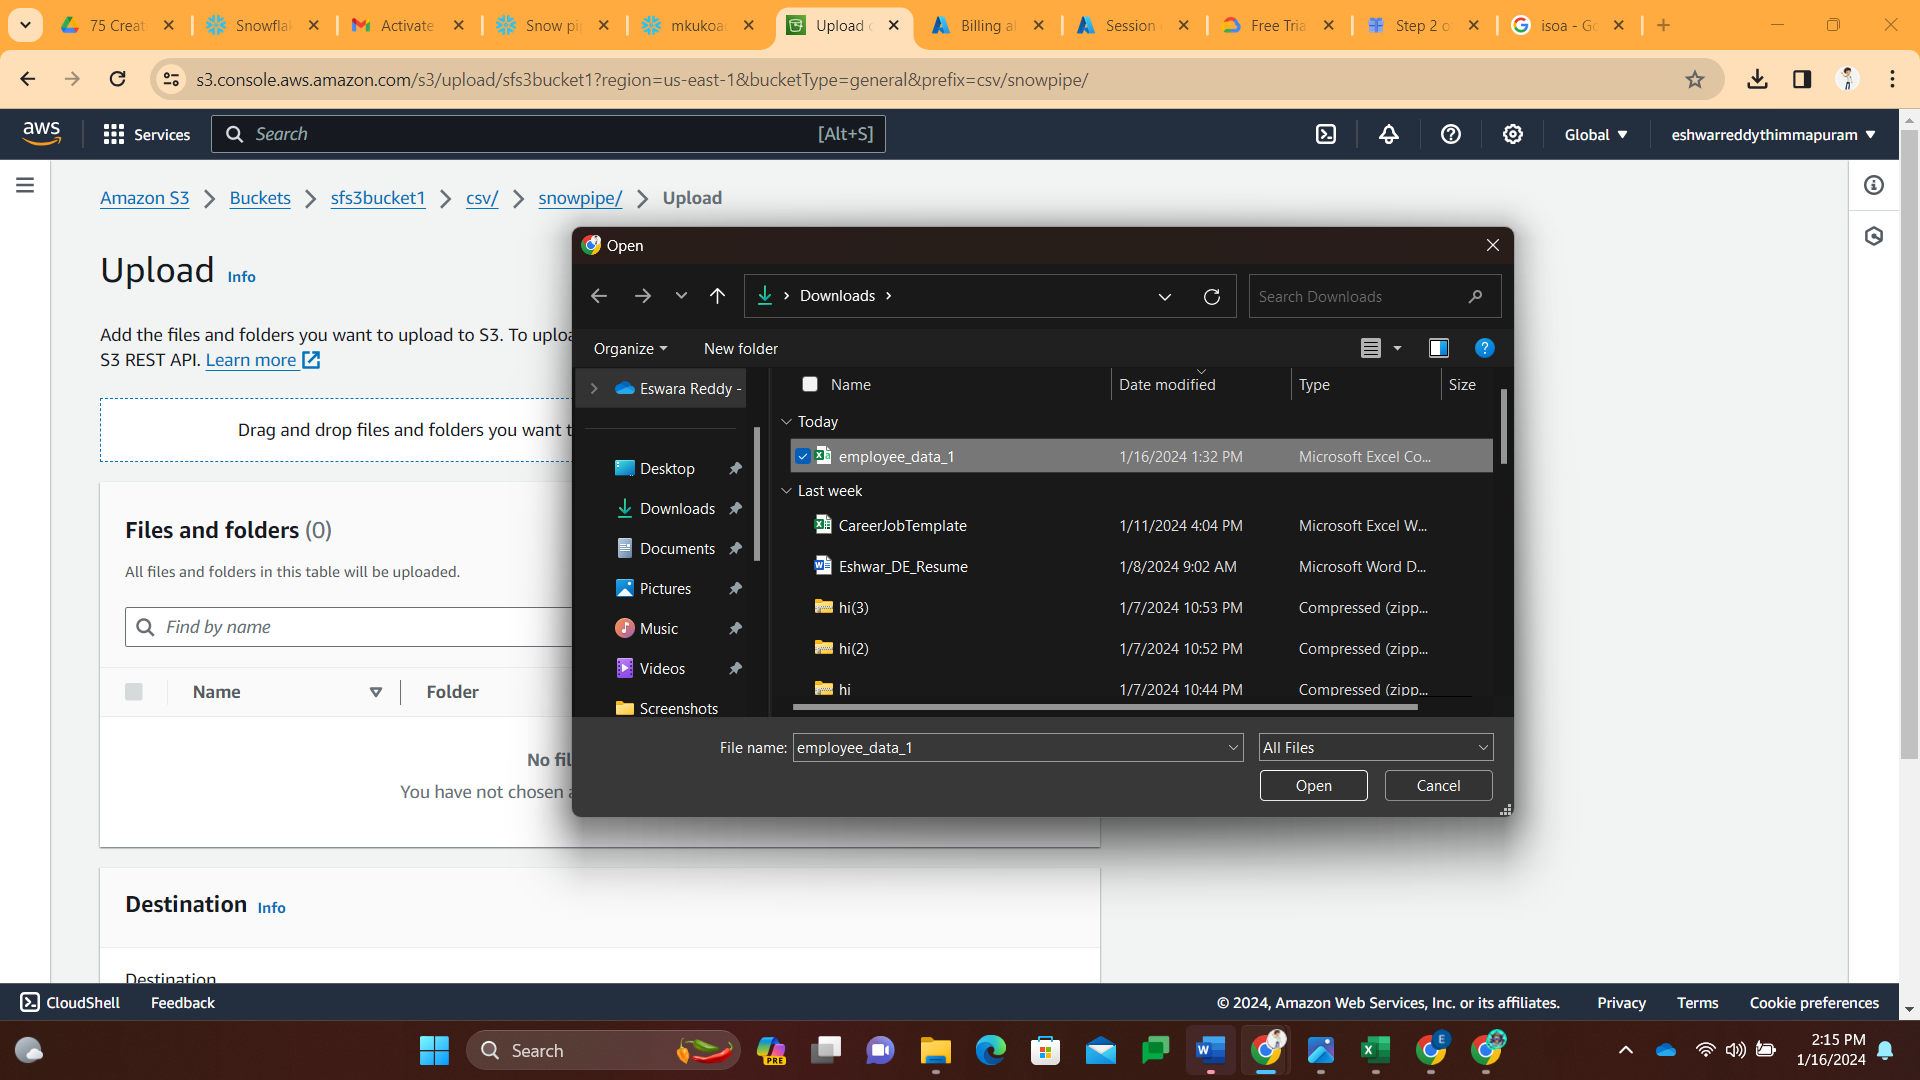 75 Creat
Snowflak
Activate
Snow pip
mkukoac
Upload o
Billing al
Session
Free Tria
Step 2 o
isoa - Go
s3.console.aws.amazon.com/s3/upload/sfs3bucket1?region=us-east-1&bucketType=general&prefix=csv/snowpipe/
aws
Services
Search
[Alt+S]
Global
eshwarreddythimmapuram
Amazon S3
Buckets
sfs3bucket1
csv/
snowpipe/
Upload
Upload Info
Add the files and folders you want to upload to S3. To uploa
S3 REST API. Learn more
Drag and drop files and folders you want t
Files and folders (0)
All files and folders in this table will be uploaded.
Find by name
Name
Folder
No fil
You have not chosen a
Destination Info
Destination
Open
Downloads
Search Downloads
Organize
New folder
Eswara Reddy -
Desktop
Downloads
Documents
Pictures
Music
Videos
Screenshots
Name Date modified Type Size
Today
employee_data_1 1/16/2024 1:32 PM Microsoft Excel Co...
Last week
CareerJobTemplate 1/11/2024 4:04 PM Microsoft Excel W...
Eshwar_DE_Resume 1/8/2024 9:02 AM Microsoft Word D...
hi(3) 1/7/2024 10:53 PM Compressed (zipp...
hi(2) 1/7/2024 10:52 PM Compressed (zipp...
hi 1/7/2024 10:44 PM Compressed (zipp...
File name: employee_data_1
All Files
Open
Cancel
CloudShell
Feedback
© 2024, Amazon Web Services, Inc. or its affiliates.
Privacy
Terms
Cookie preferences
Search
PRE
E
2:15 PM
1/16/2024